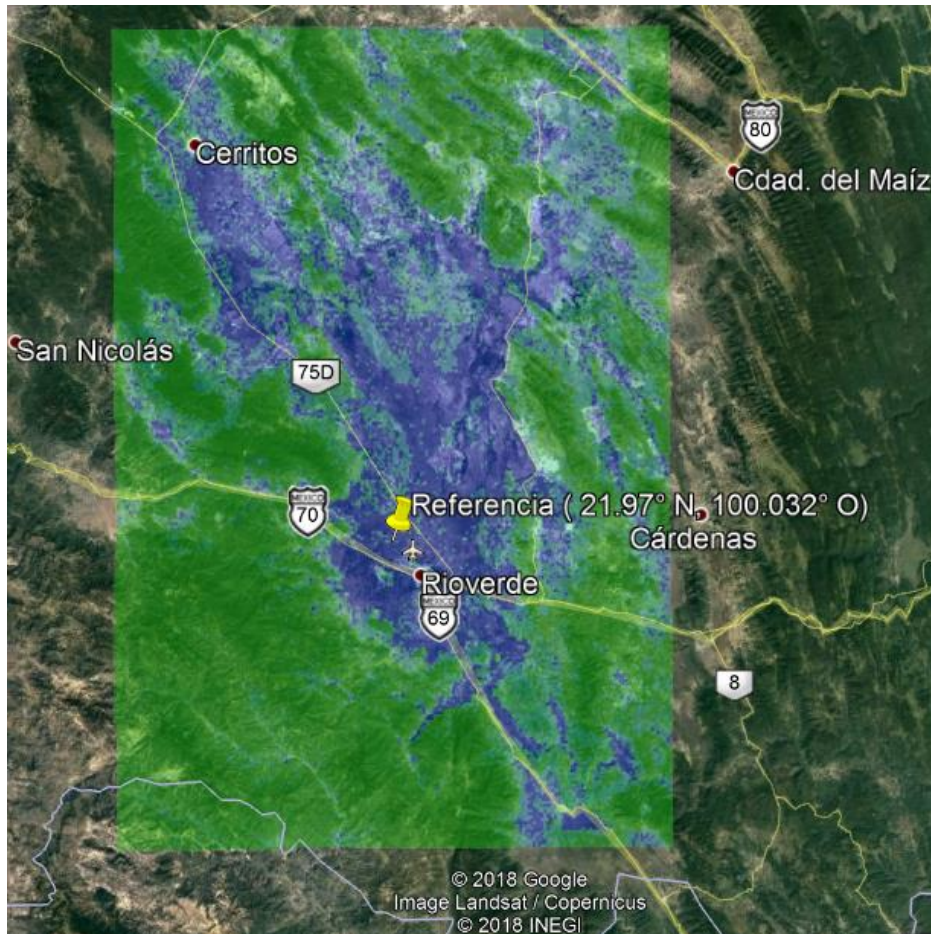 MEXICO
80
Cerritos
Cdad. del Maíz
San Nicolás
75D
MEXICO
70
Referencia ( 21.97° N, 100.032° O)
Cárdenas
Rioverde
MEXICO
69
8
© 2018 Google
Image Landsat / Copernicus
© 2018 INEGI